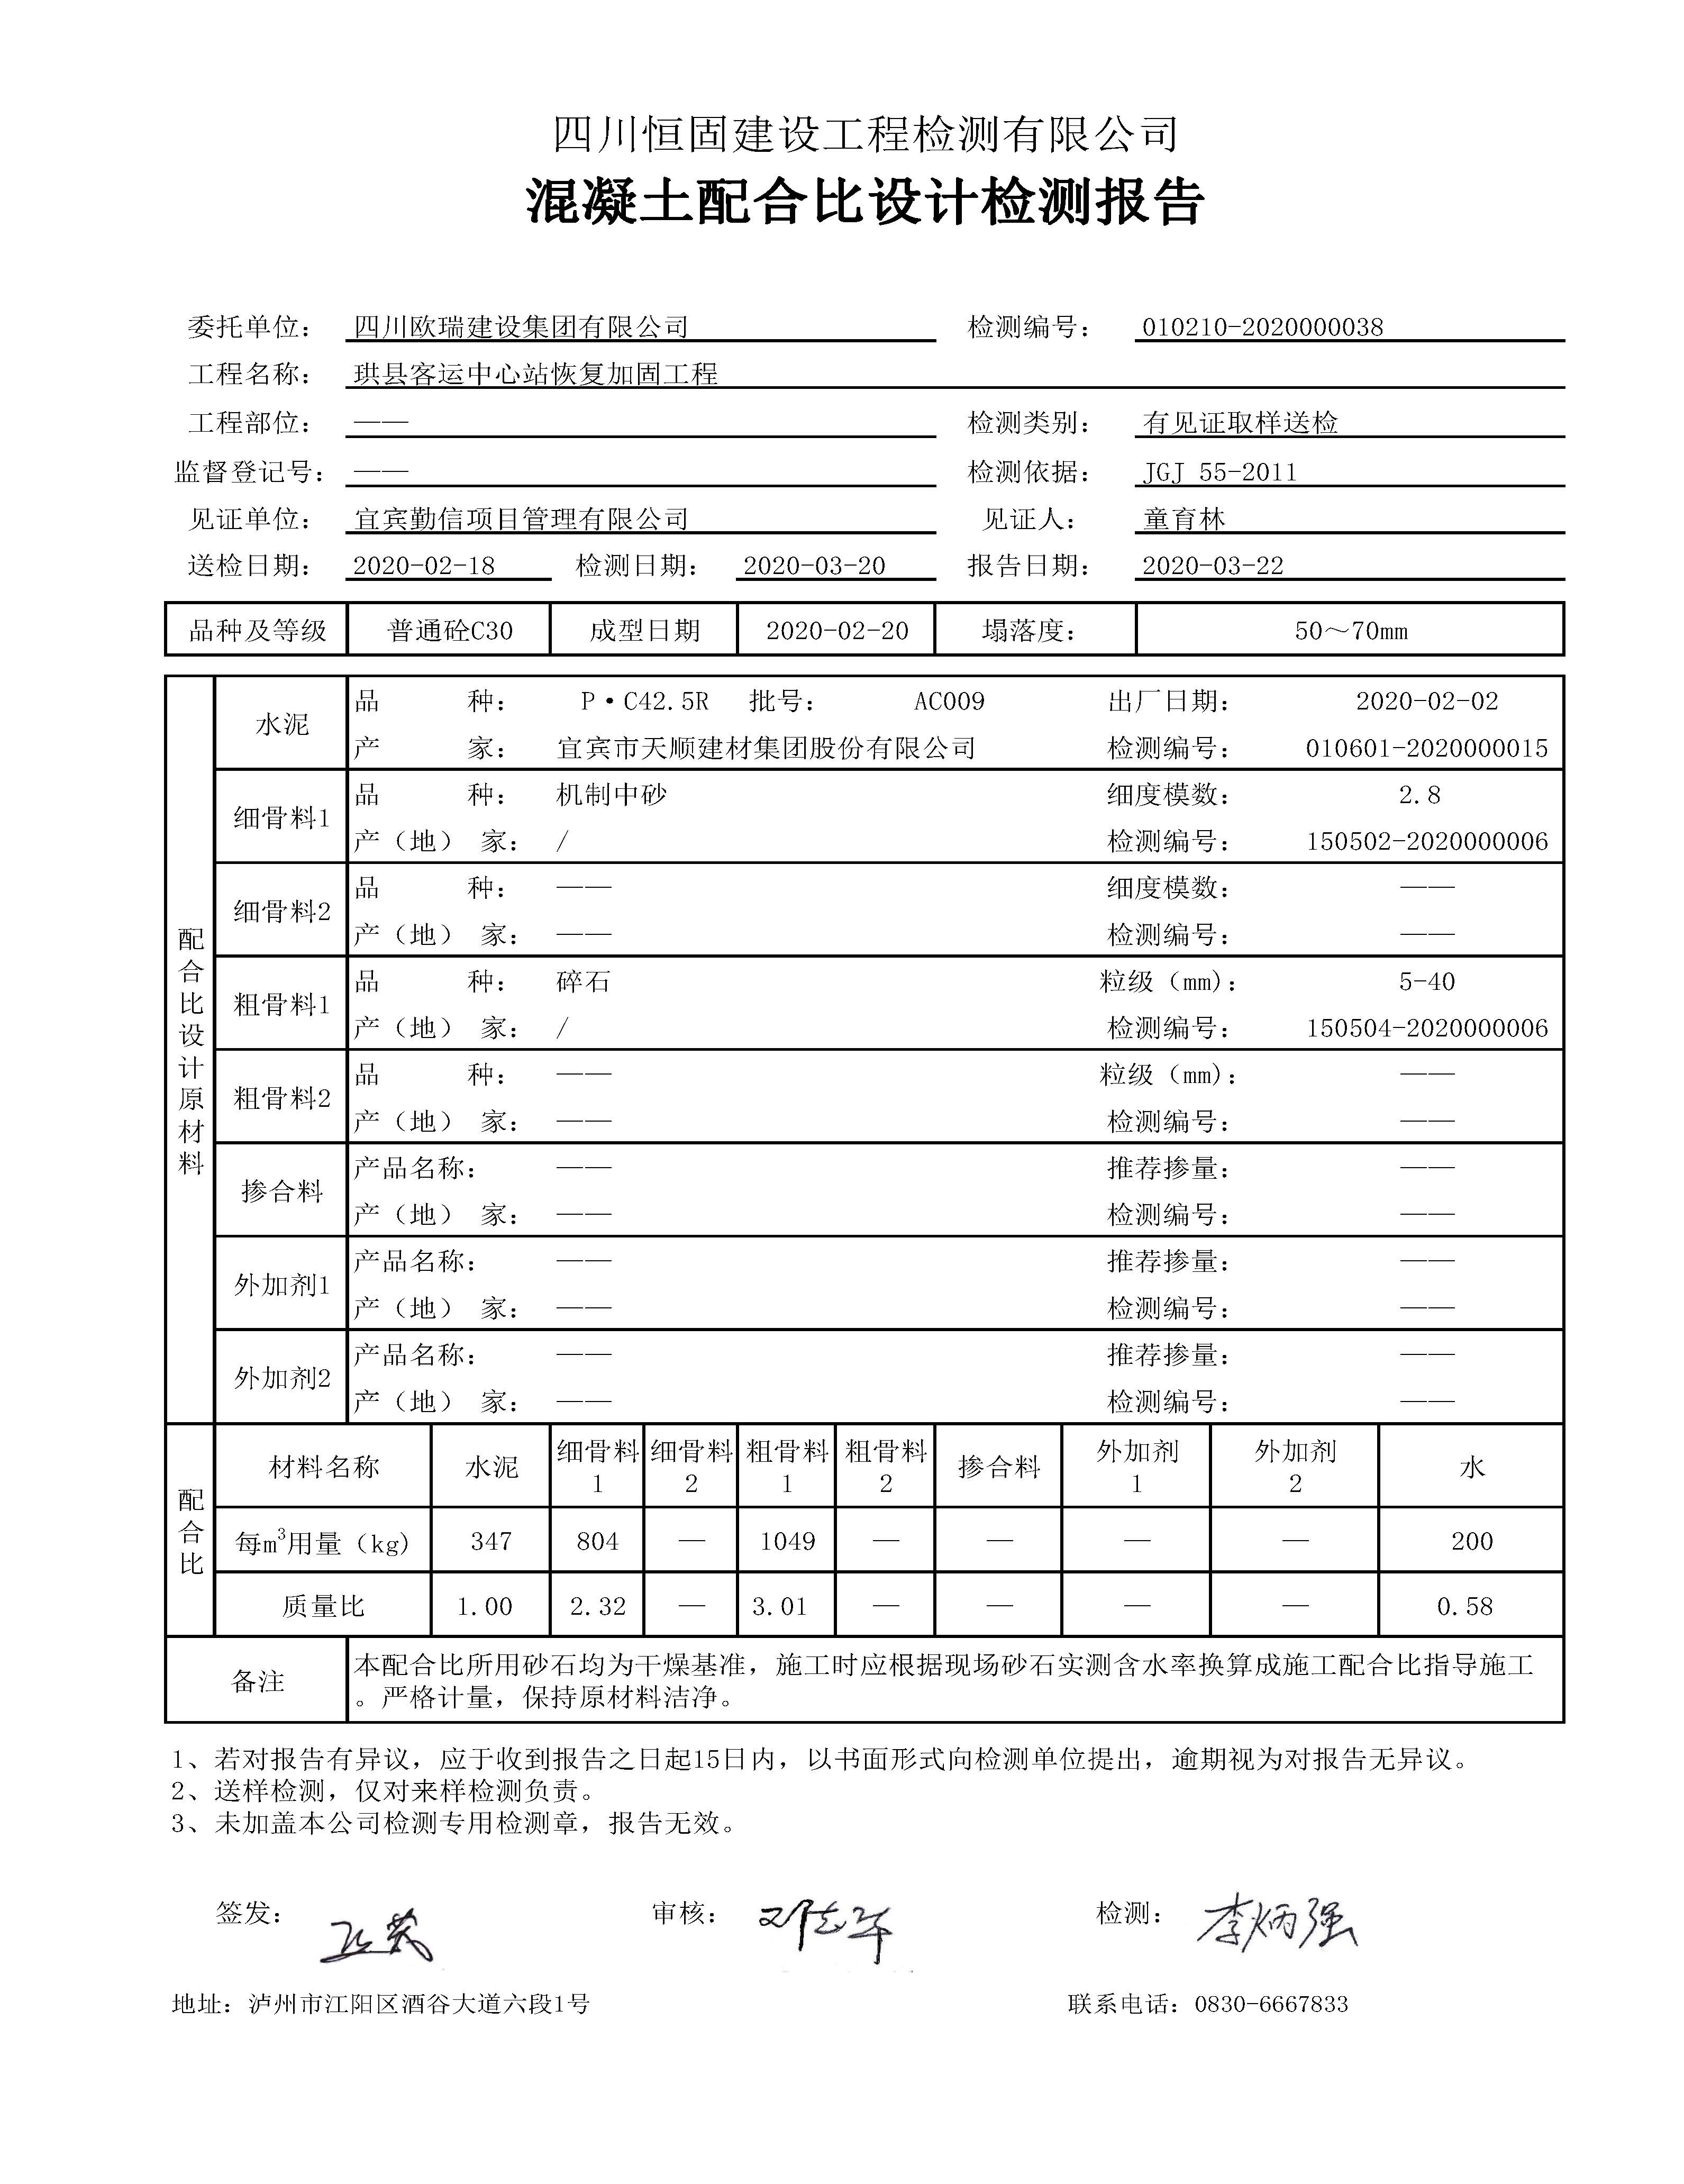 四川恒固建设工程检测有限公司
混凝土配合比设计检测报告
委托单位： 四川欧瑞建设集团有限公司 检测编号： 010210-2020000038
工程名称： 珙县客运中心站恢复加固工程
工程部位： —— 检测类别： 有见证取样送检
监督登记号： —— 检测依据： JGJ 55-2011
见证单位： 宜宾勤信项目管理有限公司 见证人： 童育林
送检日期： 2020-02-18 检测日期： 2020-03-20 报告日期： 2020-03-22
品种及等级 普通砼C30 成型日期 2020-02-20 塌落度： 50～70mm
配合比设计原材料
水泥 品 种： P·C42.5R 批号： AC009 出厂日期： 2020-02-02
产 家： 宜宾市天顺建材集团股份有限公司 检测编号： 010601-2020000015
细骨料1 品 种： 机制中砂 细度模数： 2.8
产（地） 家： / 检测编号： 150502-2020000006
细骨料2 品 种： —— 细度模数： ——
产（地） 家： —— 检测编号： ——
粗骨料1 品 种： 碎石 粒级（mm）： 5-40
产（地） 家： / 检测编号： 150504-2020000006
粗骨料2 品 种： —— 粒级（mm）： ——
产（地） 家： —— 检测编号： ——
掺合料 产品名称： —— 推荐掺量： ——
产（地） 家： —— 检测编号： ——
外加剂1 产品名称： —— 推荐掺量： ——
产（地） 家： —— 检测编号： ——
外加剂2 产品名称： —— 推荐掺量： ——
产（地） 家： —— 检测编号： ——
配合比
材料名称 水泥 细骨料1 细骨料2 粗骨料1 粗骨料2 掺合料 外加剂1 外加剂2 水
每m³用量（kg） 347 804 — 1049 — — — — 200
质量比 1.00 2.32 — 3.01 — — — — 0.58
备注 本配合比所用砂石均为干燥基准，施工时应根据现场砂石实测含水率换算成施工配合比指导施工
。严格计量，保持原材料洁净。
1、若对报告有异议，应于收到报告之日起15日内，以书面形式向检测单位提出，逾期视为对报告无异议。
2、送样检测，仅对来样检测负责。
3、未加盖本公司检测专用检测章，报告无效。
签发： 审核： 检测： 李炳强
地址：泸州市江阳区酒谷大道六段1号 联系电话：0830-6667833